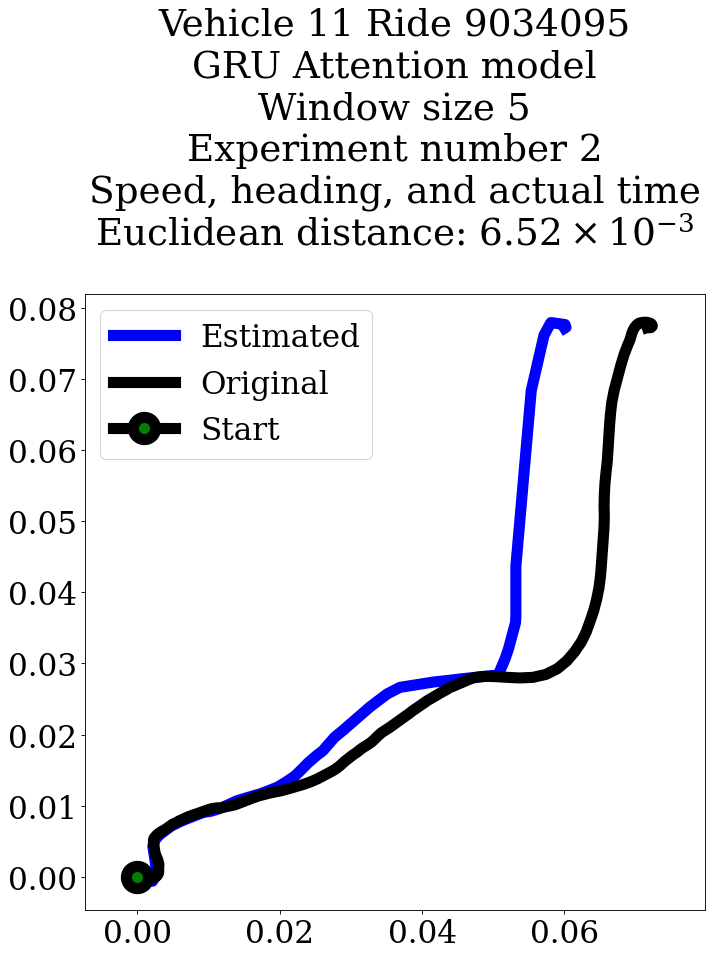 Vehicle 11 Ride 9034095
GRU Attention model
Window size 5
Experiment number 2
Speed, heading, and actual time
Euclidean distance: 6.52 × 10⁻³
Estimated
Original
Start
0.08
0.07
0.06
0.05
0.04
0.03
0.02
0.01
0.00
0.00 0.02 0.04 0.06